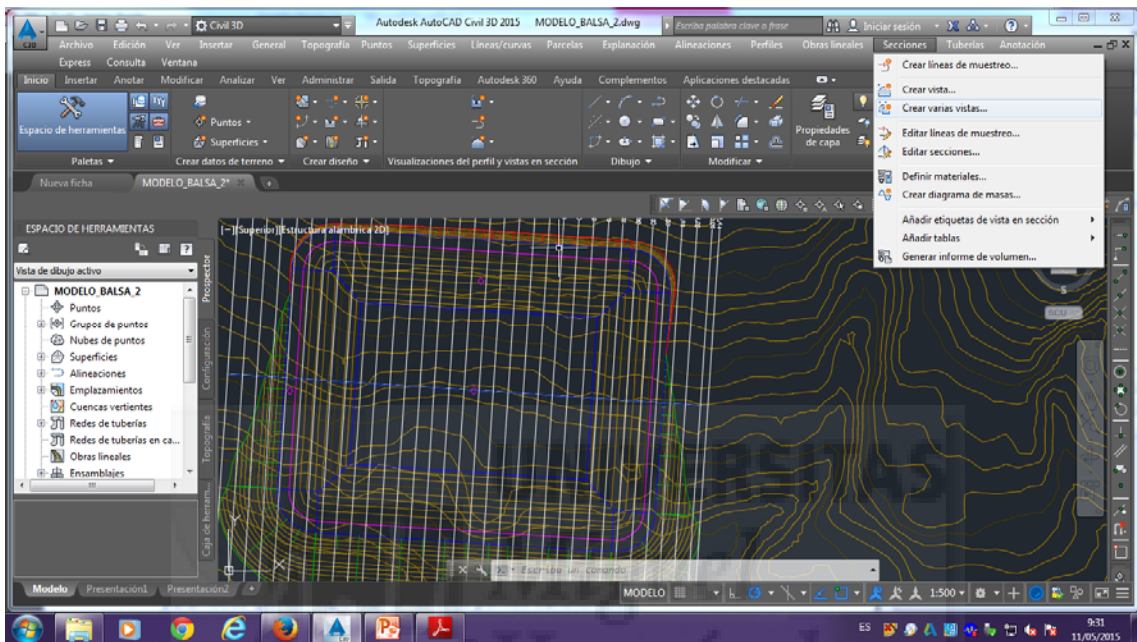 Civil 3D
Autodesk AutoCAD Civil 3D 2015 MODELO_BALSA_2.dwg
Escriba palabra clave o frase
Iniciar sesión
C3D
Archivo Edición Ver Insertar General Topografía Puntos Superficies Líneas/curvas Parcelas Explanación Alineaciones Perfiles Obras lineales Secciones Tuberías Anotación
Express Consulta Ventana
Inicio Insertar Anotar Modificar Analizar Ver Administrar Salida Topografía Autodesk 360 Ayuda Complementos Aplicaciones destacadas
Espacio de herramientas
Puntos
Superficies
Propiedades de capa
Paletas
Crear datos de terreno
Crear diseño
Visualizaciones del perfil y vistas en sección
Dibujo
Modificar
Crear líneas de muestreo...
Crear vista...
Crear varias vistas...
Editar líneas de muestreo...
Editar secciones...
Definir materiales...
Crear diagrama de masas...
Añadir etiquetas de vista en sección
Añadir tablas
Generar informe de volumen...
Nueva ficha
MODELO_BALSA_2*
ESPACIO DE HERRAMIENTAS
[-][Superior][Estructura alámbrica 2D]
Vista de dibujo activo
MODELO_BALSA_2
Puntos
Grupos de puntos
Nubes de puntos
Superficies
Alineaciones
Emplazamientos
Cuencas vertientes
Redes de tuberías
Redes de tuberías en ca...
Obras lineales
Ensamblajes
Prospector
Configuración
Topografía
Caja de herram...
S
SCU
Y
X
Escriba un comando
Modelo
Presentación1
Presentación2
MODELO
1:500
ES
9:31
11/05/2015